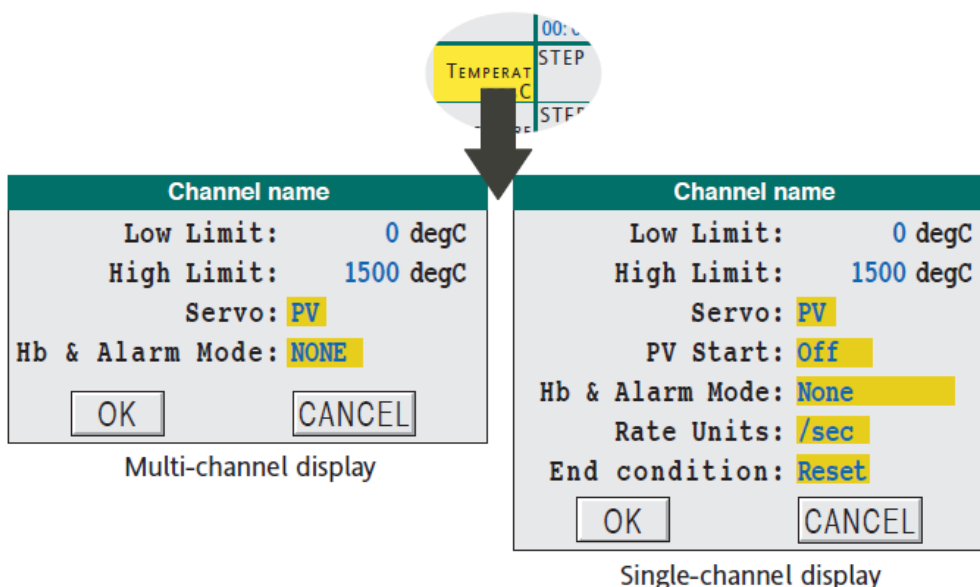 00:
TEMPERAT STEP
C
STEP
Channel name
Low Limit: 0 degC
High Limit: 1500 degC
Servo: PV
Hb & Alarm Mode: NONE
OK CANCEL
Multi-channel display
Channel name
Low Limit: 0 degC
High Limit: 1500 degC
Servo: PV
PV Start: Off
Hb & Alarm Mode: None
Rate Units: /sec
End condition: Reset
OK CANCEL
Single-channel display